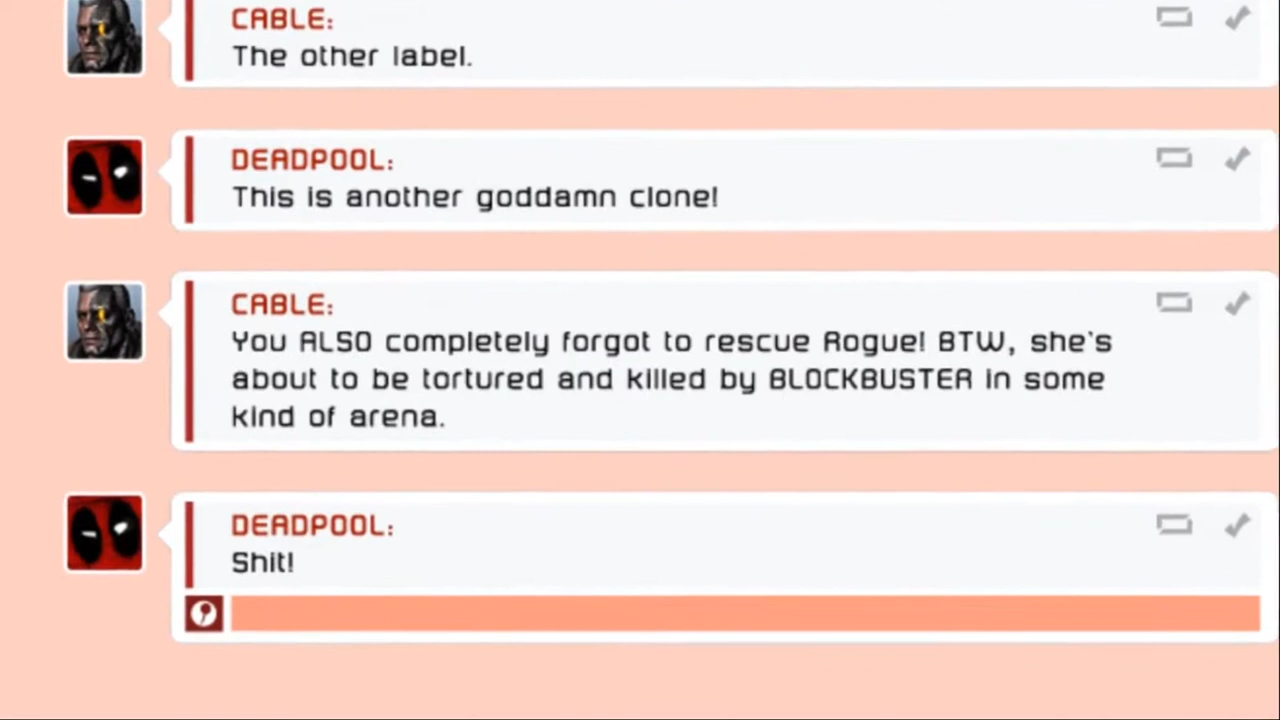 CABLE:
The other label.
DEADPOOL:
This is another goddamn clone!
CABLE:
You ALSO completely forgot to rescue Rogue! BTW, she's
about to be tortured and killed by BLOCKBUSTER in some
kind of arena.
DEADPOOL:
Shit!